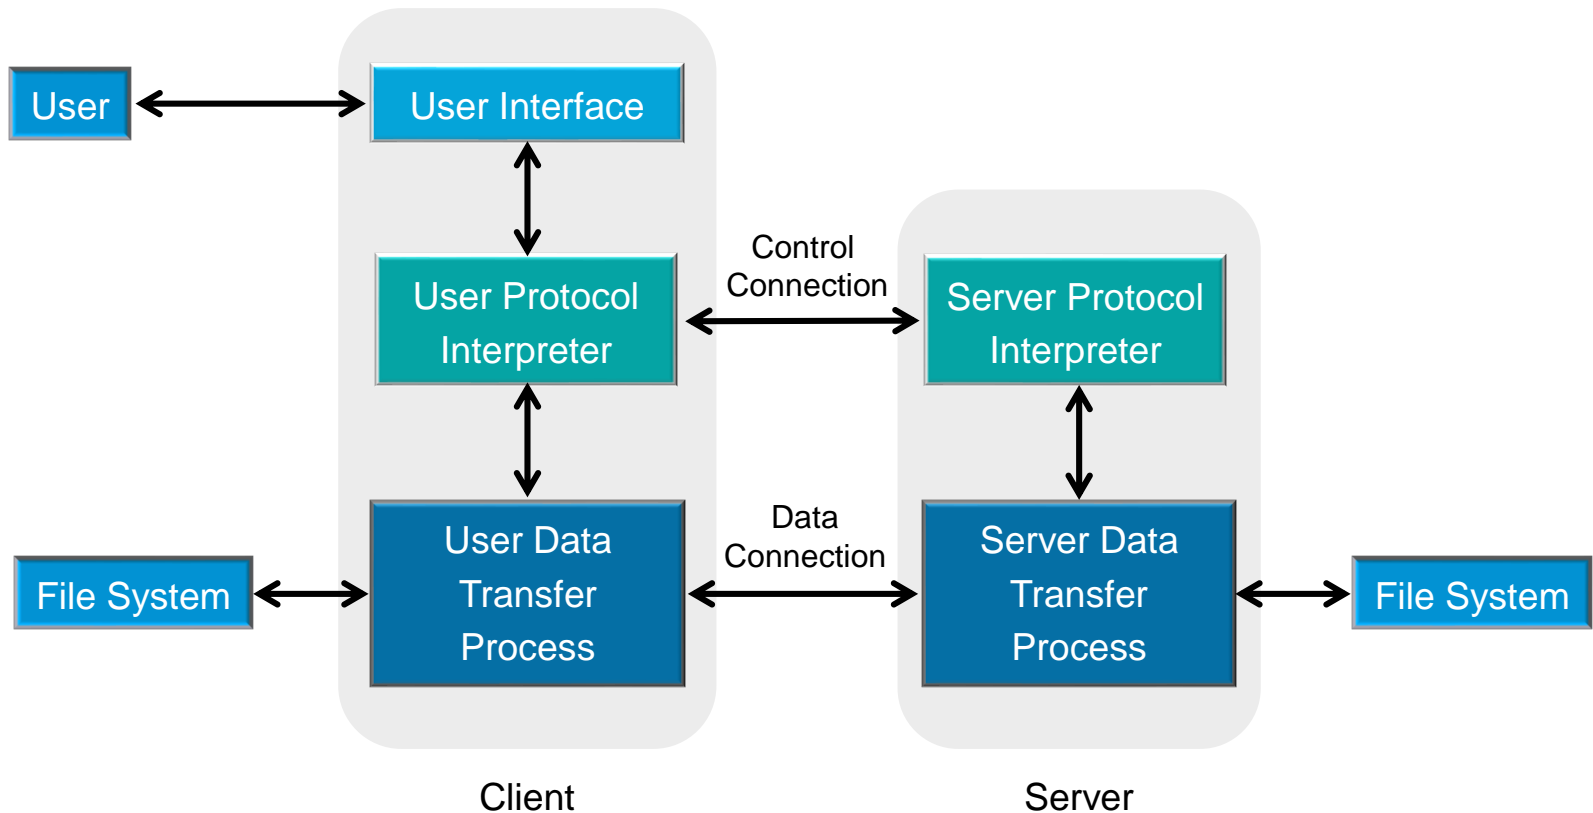 User
User Interface
Control
Connection
User Protocol
Interpreter
Server Protocol
Interpreter
Data
Connection
User Data
Transfer
Process
Server Data
Transfer
Process
File System
File System
Client
Server